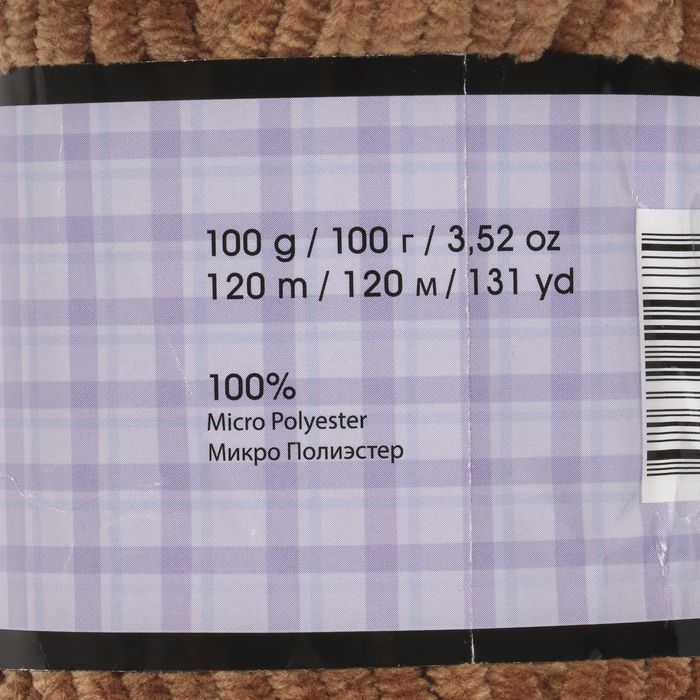 100 g / 100 г / 3,52 oz
120 m / 120 м / 131 yd
100%
Micro Polyester
Микро Полиэстер